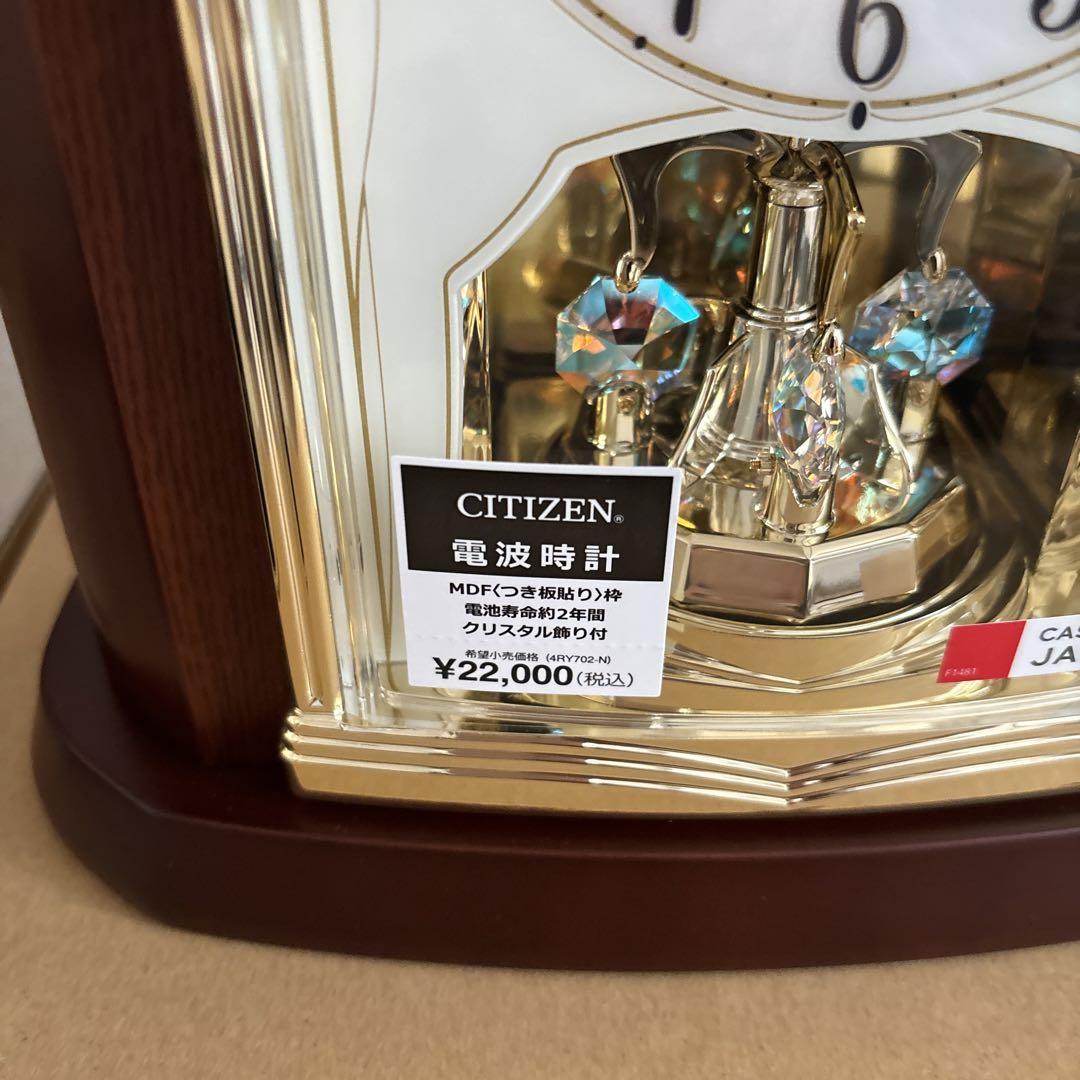 6
CITIZEN®
電波時計
MDF〈つき板貼り〉枠
電池寿命約2年間
クリスタル飾り付
希望小売価格（4RY702-N）
¥22,000(税込)
F1481